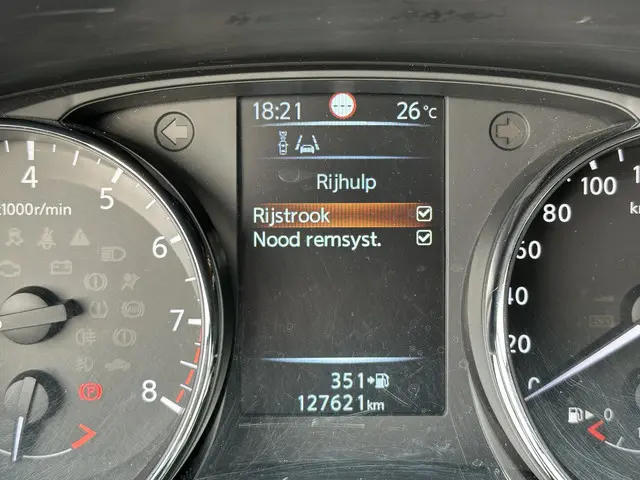 18:21 26°C
Rijhulp
Rijstrook
Nood remsyst.
351
127621km
4
5
6
7
8
x1000r/min
P
100
80
60
40
20
0
0